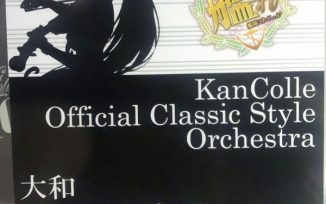 KanColle
Official Classic Style
Orchestra
大和